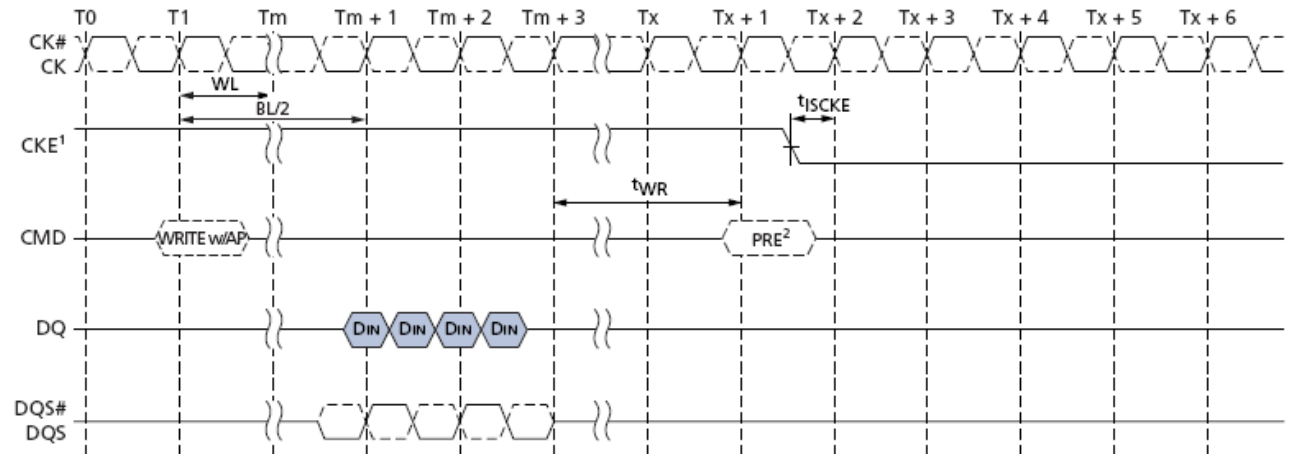 T0 T1 Tm Tm + 1 Tm + 2 Tm + 3 Tx Tx + 1 Tx + 2 Tx + 3 Tx + 4 Tx + 5 Tx + 6
CK#
CK
WL
BL/2
tISCKE
CKE1
tWR
CMD WRITE w/AP PRE2
DQ DIN DIN DIN DIN
DQS#
DQS